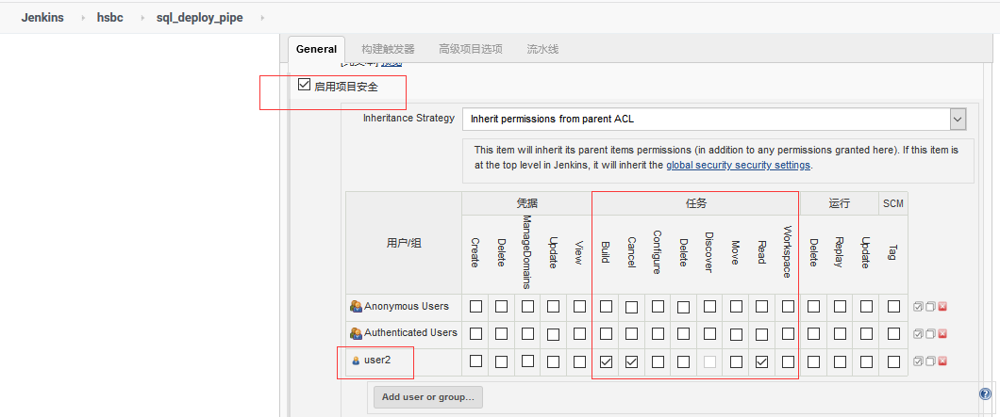 Jenkins hsbc sql_deploy_pipe
General 构建触发器 高级项目选项 流水线
启用项目安全
Inheritance Strategy Inherit permissions from parent ACL
This item will inherit its parent items permissions (in addition to any permissions granted here). If this item is
at the top level in Jenkins, it will inherit the global security security settings.
用户/组 凭据 任务 运行 SCM
Create Delete ManageDomains Update View Build Cancel Configure Delete Discover Move Read Workspace Delete Replay Update Tag
Anonymous Users
Authenticated Users
user2
Add user or group...